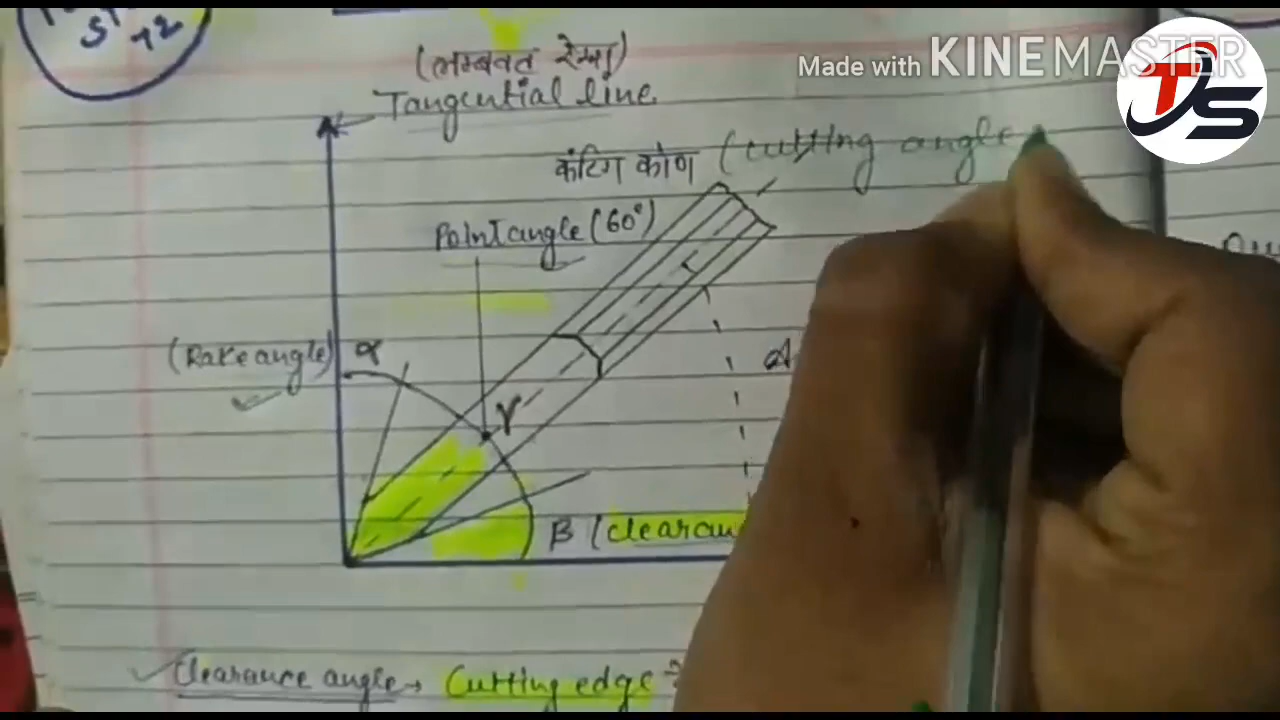 (लम्बवत रेखा)
Tangential line
Made with KINEMASTER
TJS
कंटिग कोण (cutting angle
Point angle (60°)
(Rake angle) α
γ
A
β (clearan
Clearance angle → Cutting edge